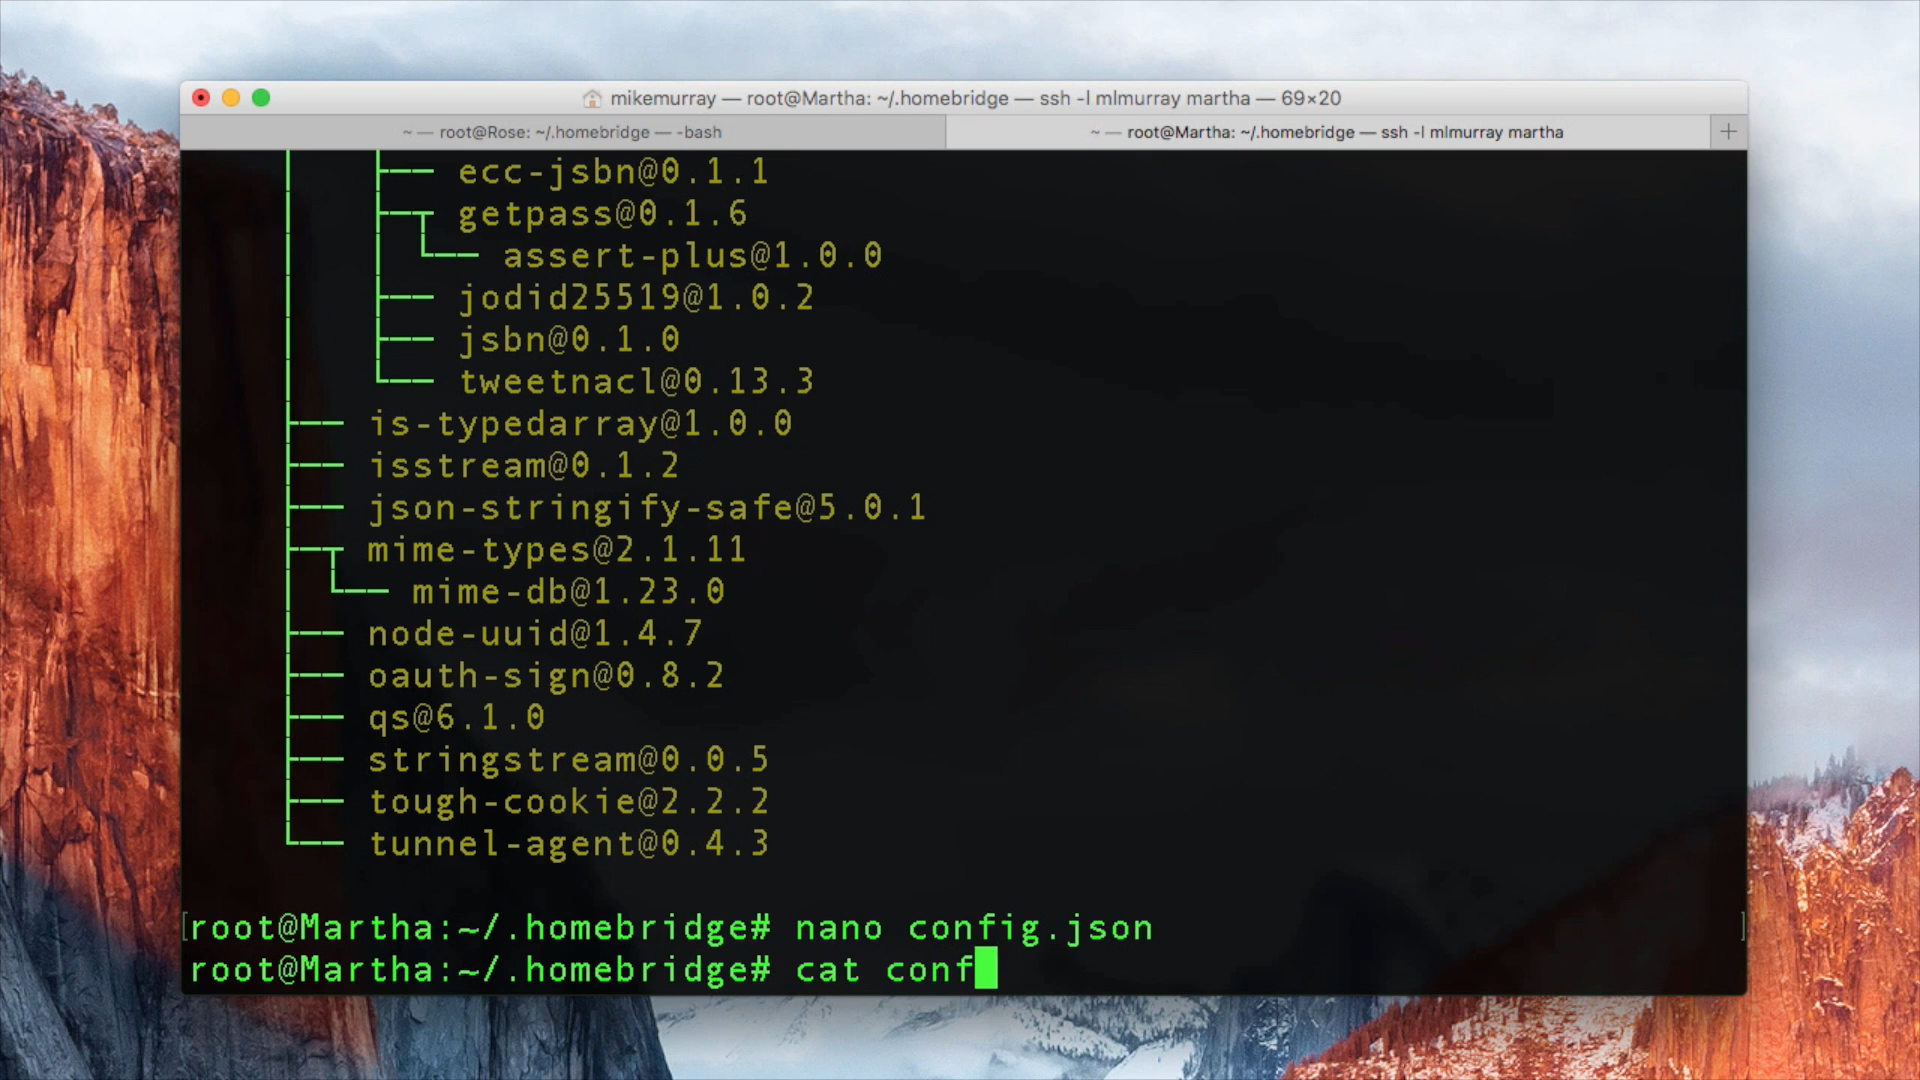 mikemurray — root@Martha: ~/.homebridge — ssh -l mlmurray martha — 69×20
~ — root@Rose: ~/.homebridge — -bash
~ — root@Martha: ~/.homebridge — ssh -l mlmurray martha
├── ecc-jsbn@0.1.1
├─┬ getpass@0.1.6
│ └── assert-plus@1.0.0
├── jodid25519@1.0.2
├── jsbn@0.1.0
└── tweetnacl@0.13.3
├── is-typedarray@1.0.0
├── isstream@0.1.2
├── json-stringify-safe@5.0.1
├─┬ mime-types@2.1.11
│ └── mime-db@1.23.0
├── node-uuid@1.4.7
├── oauth-sign@0.8.2
├── qs@6.1.0
├── stringstream@0.0.5
├── tough-cookie@2.2.2
└── tunnel-agent@0.4.3
[root@Martha:~/.homebridge# nano config.json ]
root@Martha:~/.homebridge# cat conf